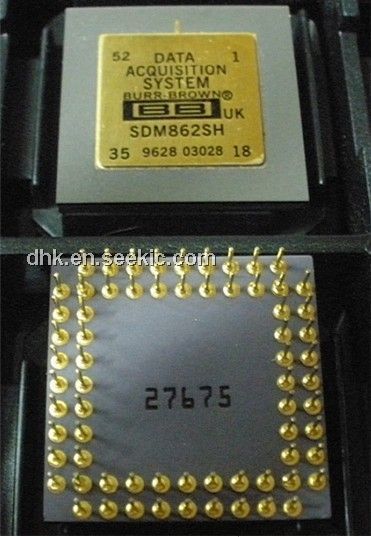 52 DATA 1
ACQUISITION
SYSTEM
BURR-BROWN®
BB UK
SDM862SH
35 9628 03028 18
dhk.en.seekic.com
27675